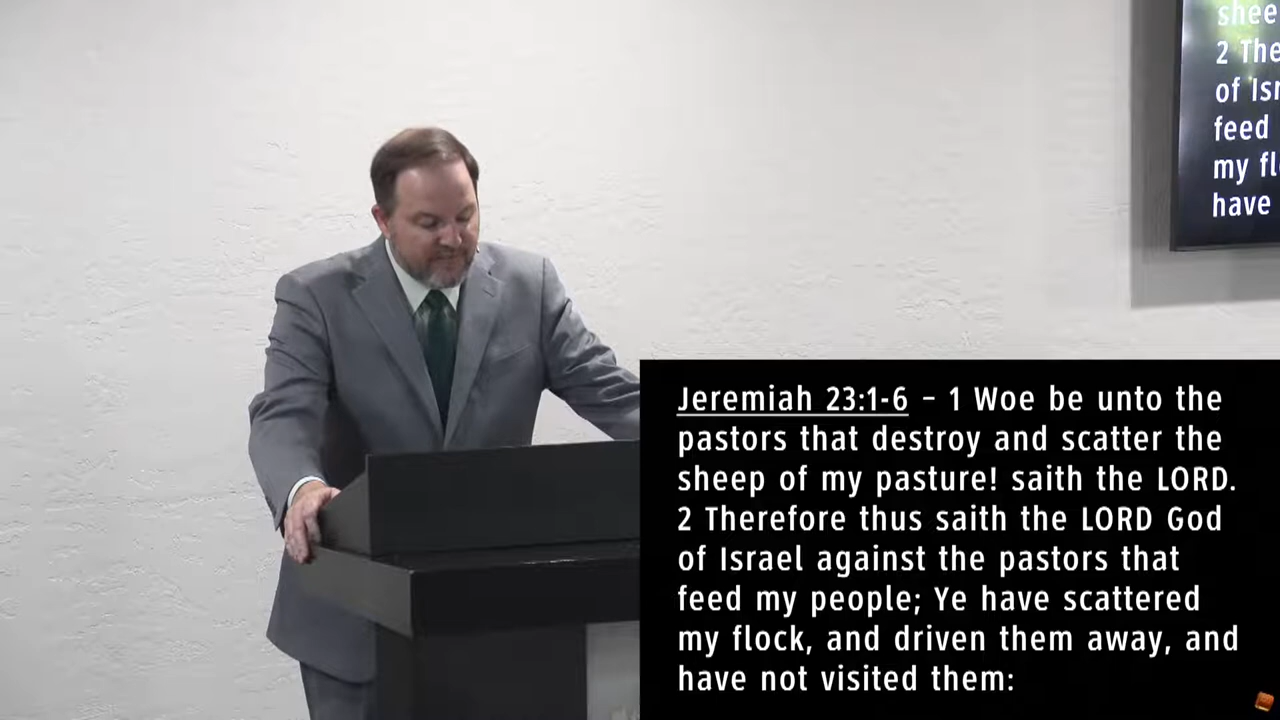 shee
2 The
of Isr
feed
my fl
have
Jeremiah 23:1-6 – 1 Woe be unto the
pastors that destroy and scatter the
sheep of my pasture! saith the LORD.
2 Therefore thus saith the LORD God
of Israel against the pastors that
feed my people; Ye have scattered
my flock, and driven them away, and
have not visited them: